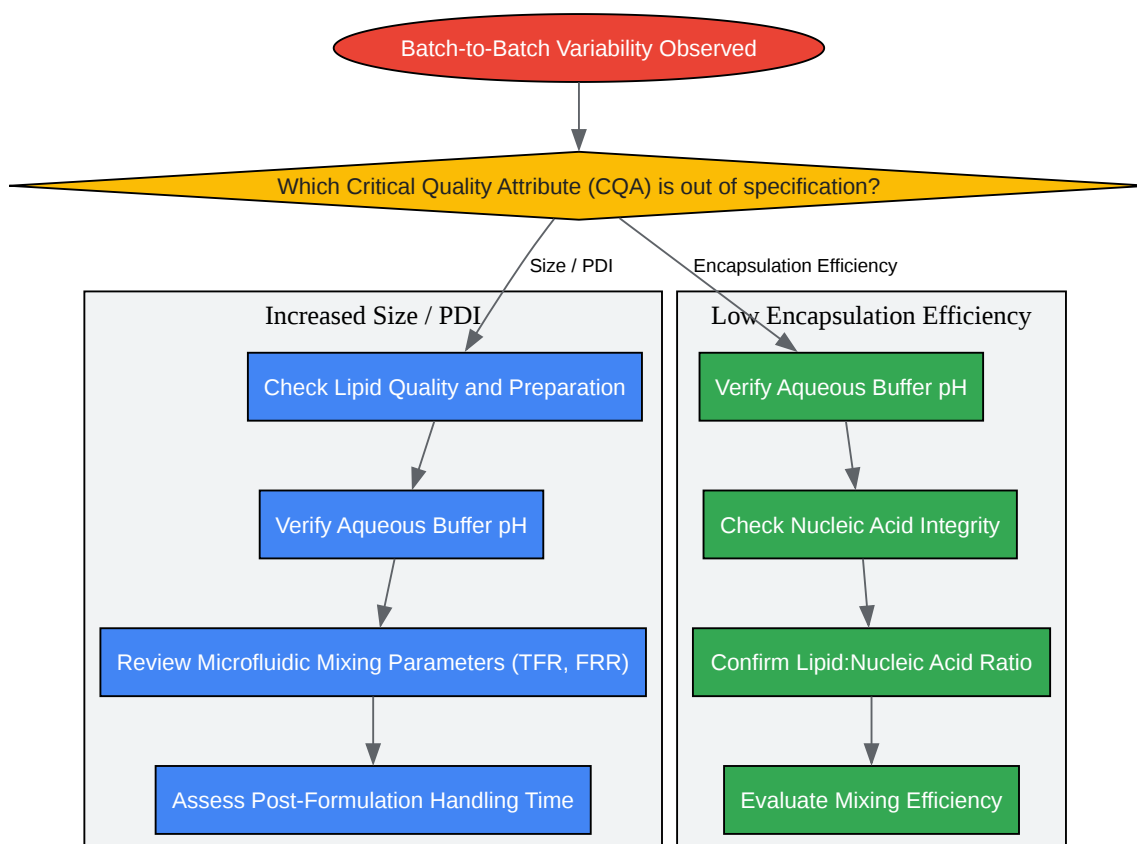 Batch-to-Batch Variability Observed
Which Critical Quality Attribute (CQA) is out of specification?
Size / PDI
Encapsulation Efficiency
Increased Size / PDI
Check Lipid Quality and Preparation
Verify Aqueous Buffer pH
Review Microfluidic Mixing Parameters (TFR, FRR)
Assess Post-Formulation Handling Time
Low Encapsulation Efficiency
Verify Aqueous Buffer pH
Check Nucleic Acid Integrity
Confirm Lipid:Nucleic Acid Ratio
Evaluate Mixing Efficiency